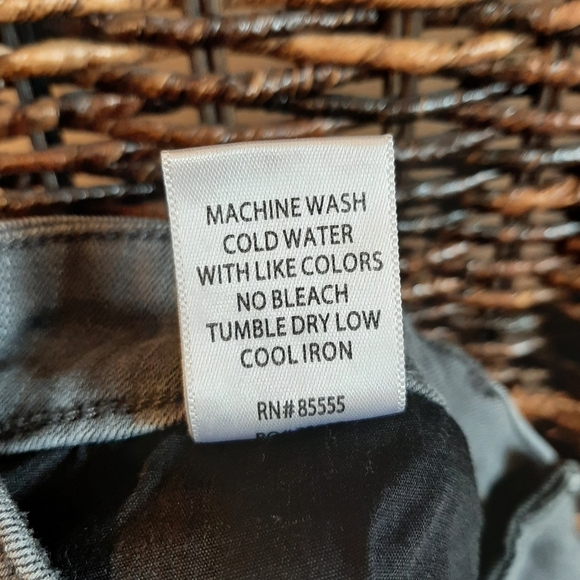 MACHINE WASH
COLD WATER
WITH LIKE COLORS
NO BLEACH
TUMBLE DRY LOW
COOL IRON
RN#85555